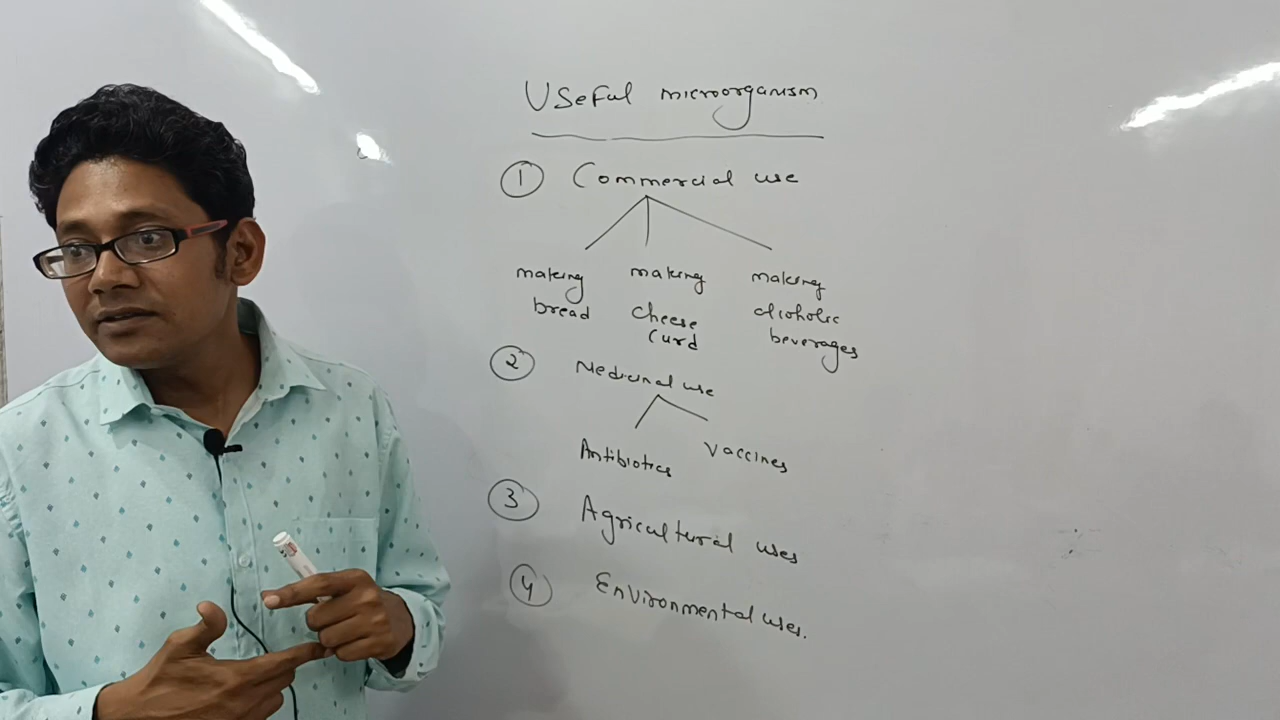 Useful microorganism
1 Commercial use
making making making
bread cheese alcoholic
curd beverages
2 Medicinal use
Antibiotics vaccines
3 Agricultural uses
4 Environmental uses.